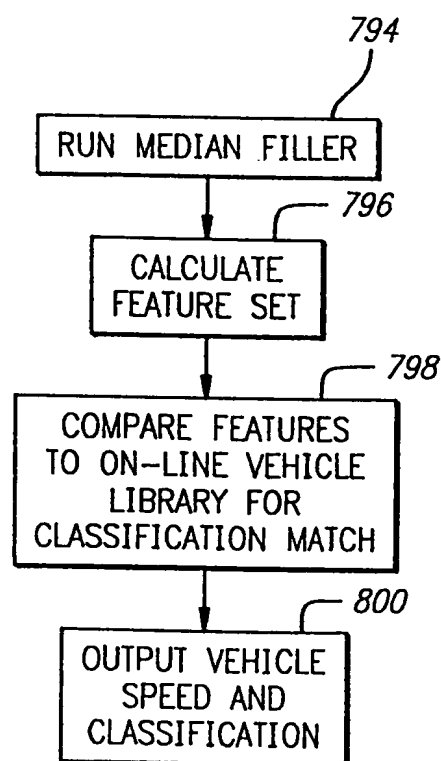 794
RUN MEDIAN FILLER
796
CALCULATE
FEATURE SET
798
COMPARE FEATURES
TO ON-LINE VEHICLE
LIBRARY FOR
CLASSIFICATION MATCH
800
OUTPUT VEHICLE
SPEED AND
CLASSIFICATION